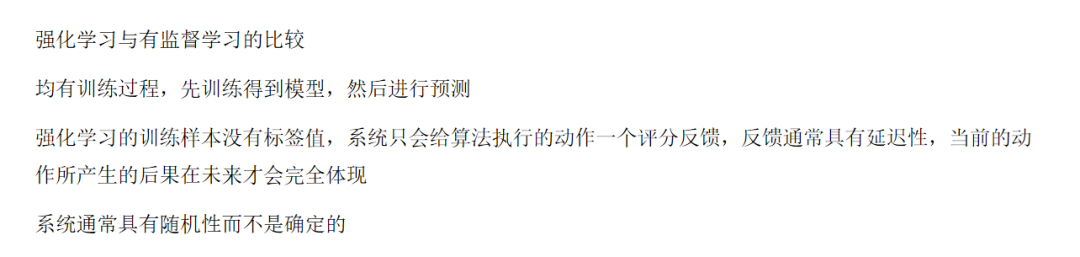 强化学习与有监督学习的比较
均有训练过程，先训练得到模型，然后进行预测
强化学习的训练样本没有标签值，系统只会给算法执行的动作一个评分反馈，反馈通常具有延迟性，当前的动
作所产生的后果在未来才会完全体现
系统通常具有随机性而不是确定的